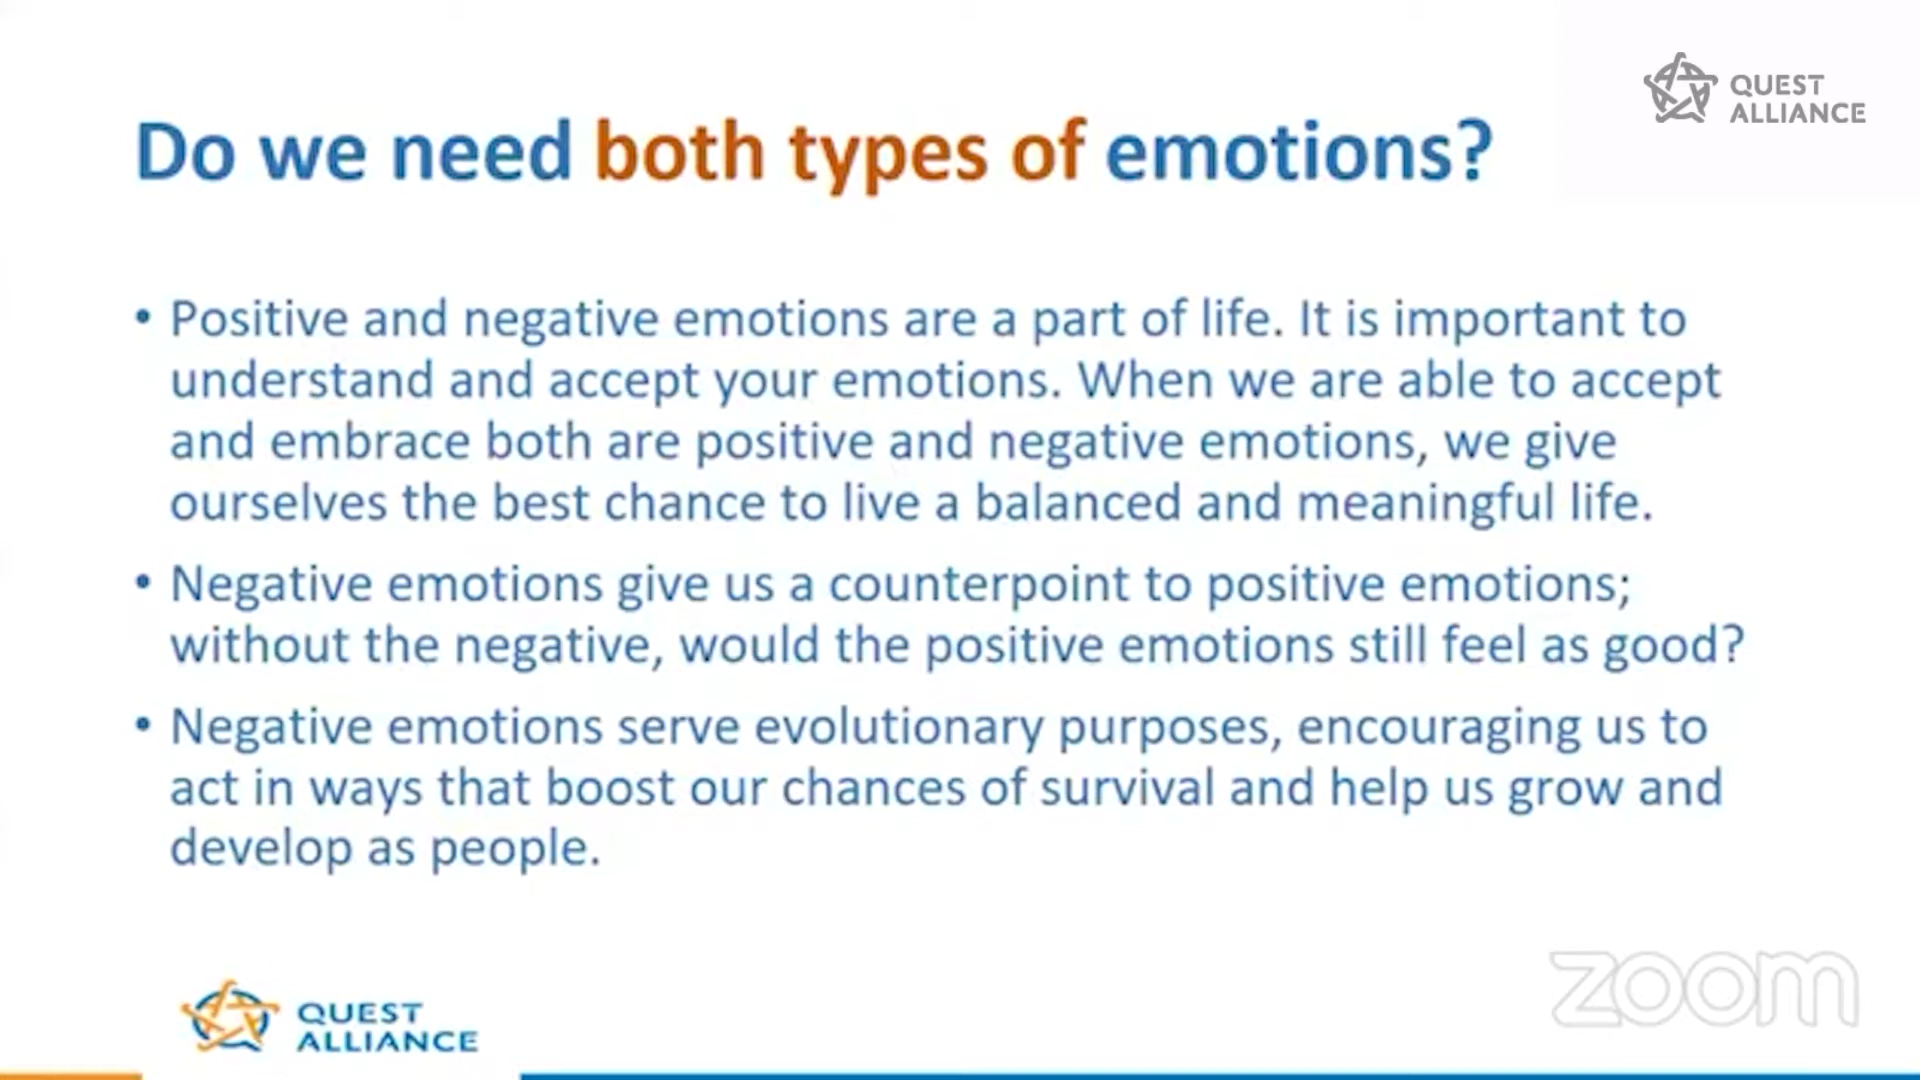 QUEST
ALLIANCE
Do we need both types of emotions?
• Positive and negative emotions are a part of life. It is important to
understand and accept your emotions. When we are able to accept
and embrace both are positive and negative emotions, we give
ourselves the best chance to live a balanced and meaningful life.
• Negative emotions give us a counterpoint to positive emotions;
without the negative, would the positive emotions still feel as good?
• Negative emotions serve evolutionary purposes, encouraging us to
act in ways that boost our chances of survival and help us grow and
develop as people.
QUEST
ALLIANCE
zoom